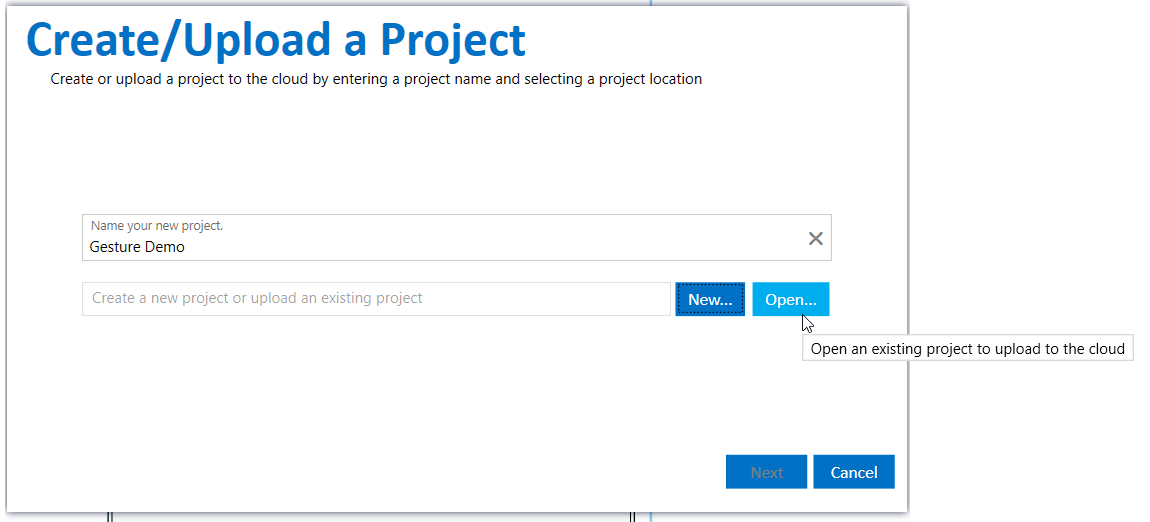 Create/Upload a Project
Create or upload a project to the cloud by entering a project name and selecting a project location
Name your new project.
Gesture Demo
Create a new project or upload an existing project
New...
Open...
Open an existing project to upload to the cloud
Next
Cancel